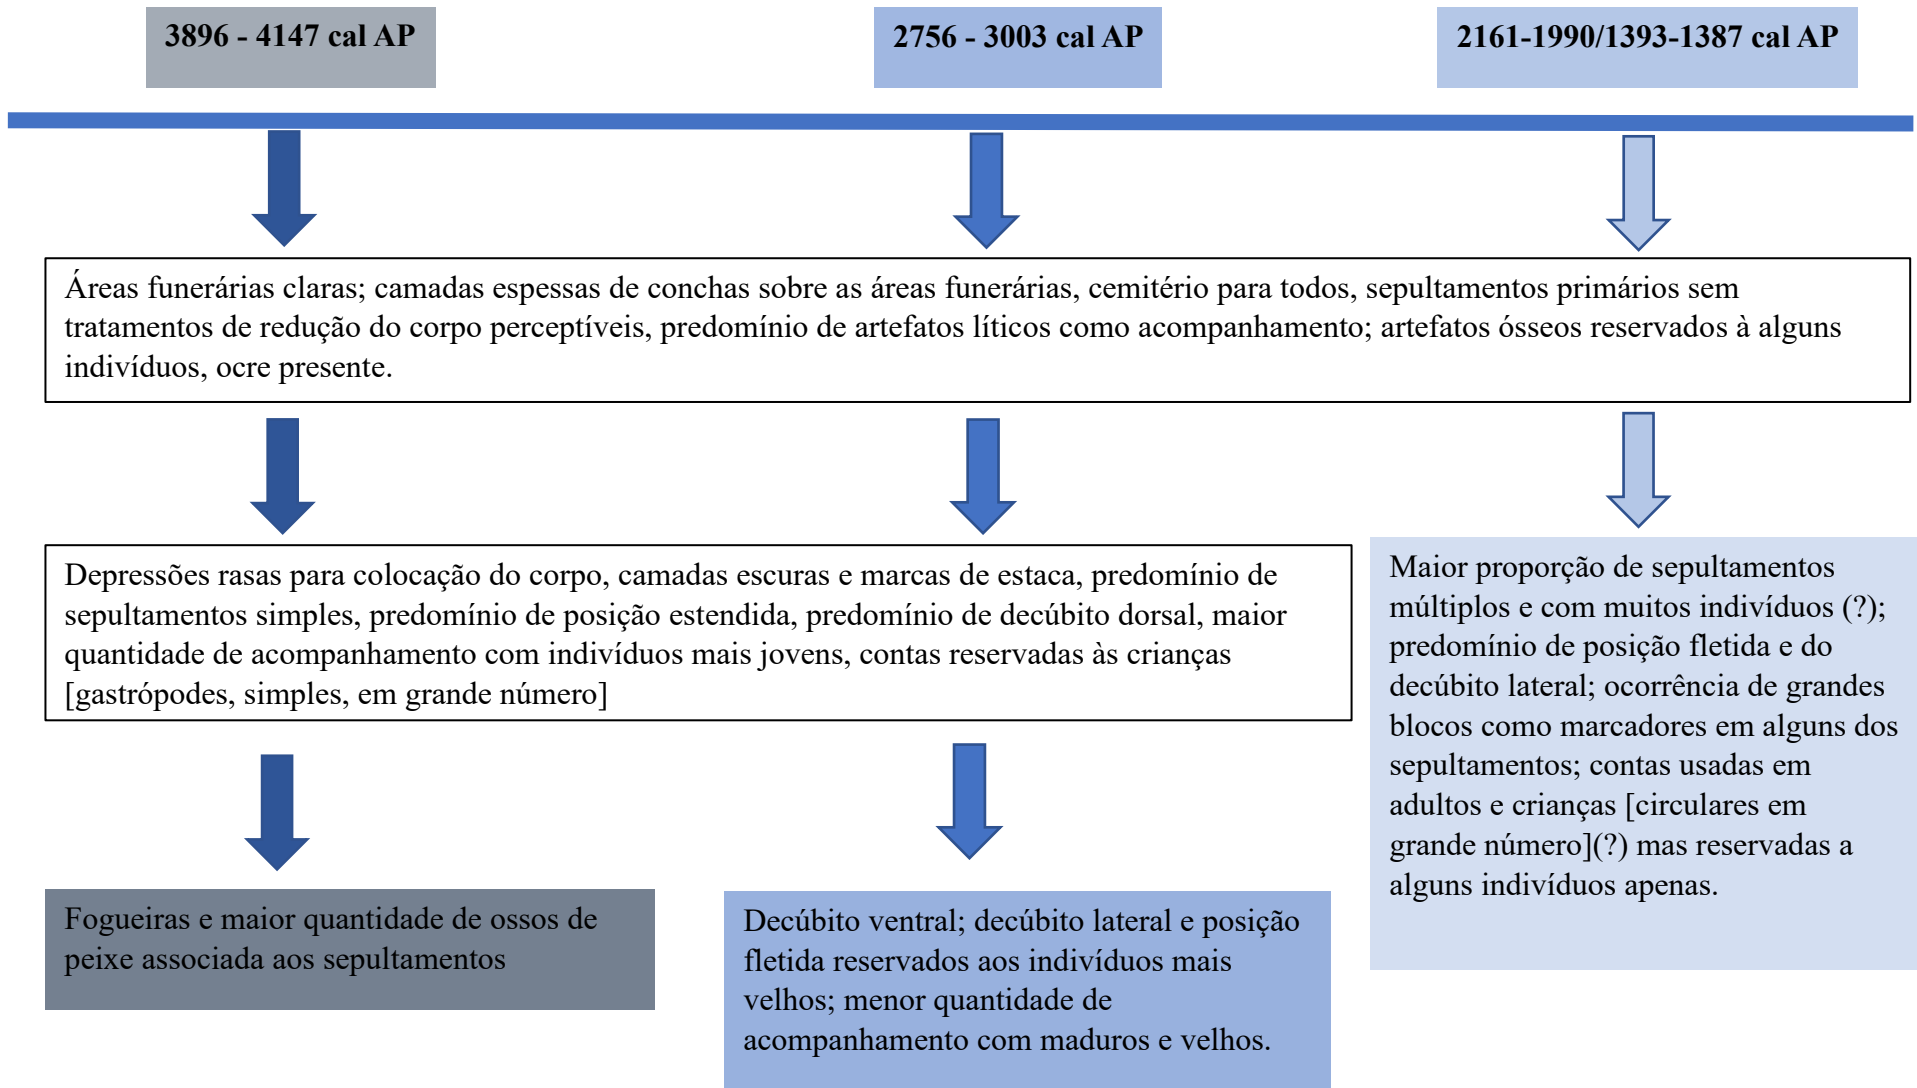 3896 - 4147 cal AP
2756 - 3003 cal AP
2161-1990/1393-1387 cal AP
Áreas funerárias claras; camadas espessas de conchas sobre as áreas funerárias, cemitério para todos, sepultamentos primários sem
tratamentos de redução do corpo perceptíveis, predomínio de artefatos líticos como acompanhamento; artefatos ósseos reservados à alguns
indivíduos, ocre presente.
Depressões rasas para colocação do corpo, camadas escuras e marcas de estaca, predomínio de
sepultamentos simples, predomínio de posição estendida, predomínio de decúbito dorsal, maior
quantidade de acompanhamento com indivíduos mais jovens, contas reservadas às crianças
[gastrópodes, simples, em grande número]
Maior proporção de sepultamentos
múltiplos e com muitos indivíduos (?);
predomínio de posição fletida e do
decúbito lateral; ocorrência de grandes
blocos como marcadores em alguns dos
sepultamentos; contas usadas em
adultos e crianças [circulares em
grande número](?) mas reservadas a
alguns indivíduos apenas.
Fogueiras e maior quantidade de ossos de
peixe associada aos sepultamentos
Decúbito ventral; decúbito lateral e posição
fletida reservados aos indivíduos mais
velhos; menor quantidade de
acompanhamento com maduros e velhos.